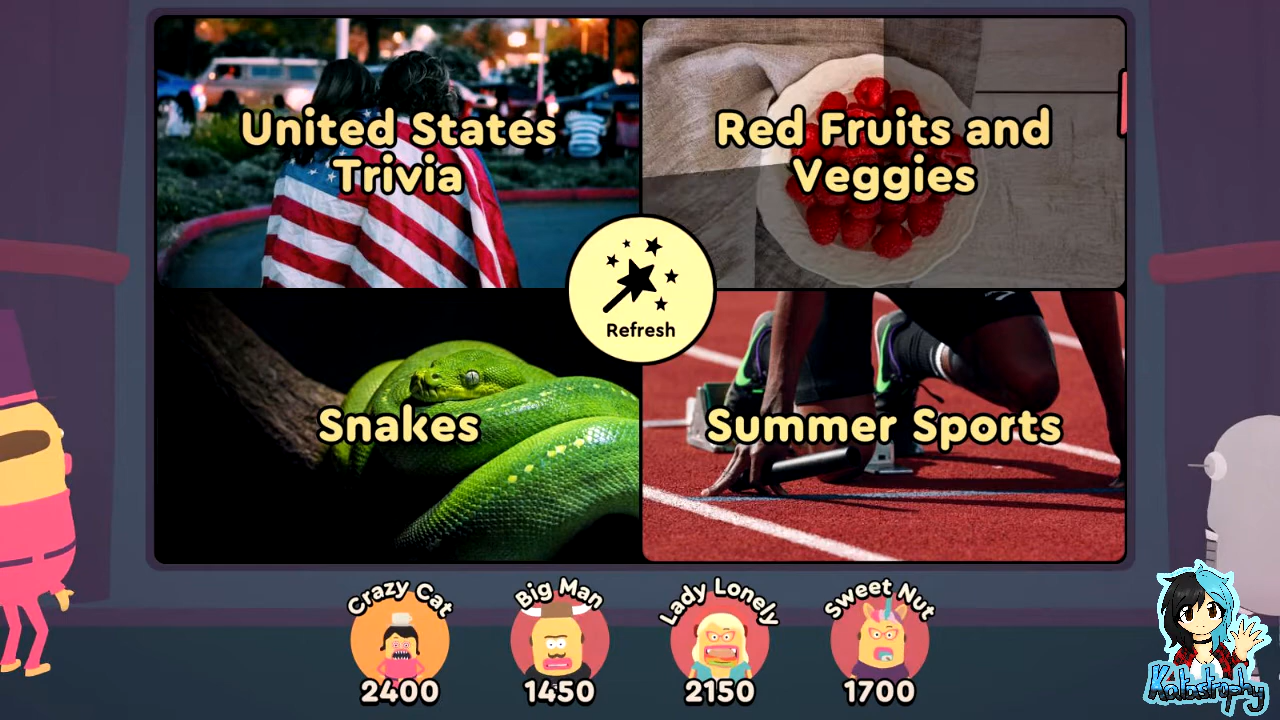 United States
Trivia
Red Fruits and
Veggies
Refresh
Snakes
Summer Sports
Crazy Cat
2400
Big Man
1450
Lady Lonely
2150
Sweet Nut
1700
Kolastrophy